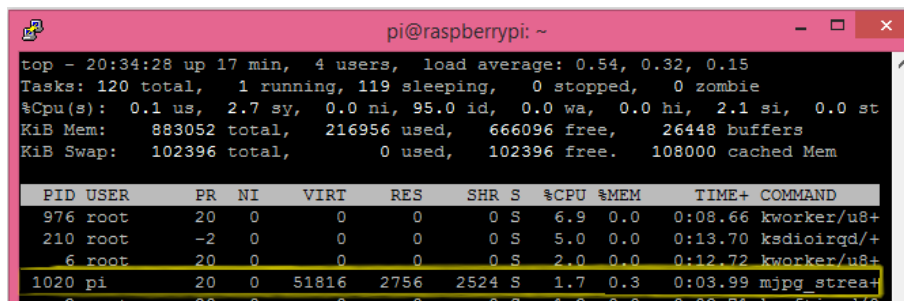 pi@raspberrypi: ~
top - 20:34:28 up 17 min,  4 users,  load average: 0.54, 0.32, 0.15
Tasks: 120 total,   1 running, 119 sleeping,   0 stopped,   0 zombie
%Cpu(s):  0.1 us,  2.7 sy,  0.0 ni, 95.0 id,  0.0 wa,  0.0 hi,  2.1 si,  0.0 st
KiB Mem:    883052 total,   216956 used,   666096 free,    26448 buffers
KiB Swap:   102396 total,        0 used,   102396 free.   108000 cached Mem
PID USER      PR  NI    VIRT    RES    SHR S  %CPU %MEM     TIME+ COMMAND
976 root      20   0       0      0      0 S   6.9  0.0   0:08.66 kworker/u8+
210 root      -2   0       0      0      0 S   5.0  0.0   0:13.70 ksdioirqd/+
6 root      20   0       0      0      0 S   2.0  0.0   0:12.72 kworker/u8+
1020 pi        20   0   51816   2756   2524 S   1.7  0.3   0:03.99 mjpg_strea+